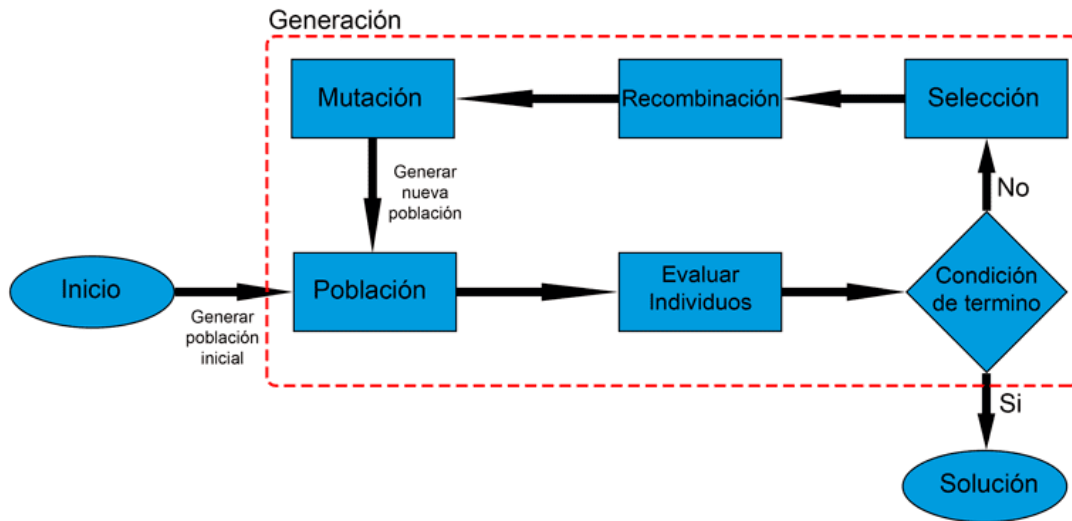 Generación
Mutación
Recombinación
Selección
Generar
nueva
población
No
Inicio
Generar
población
inicial
Población
Evaluar
Individuos
Condición
de termino
Si
Solución